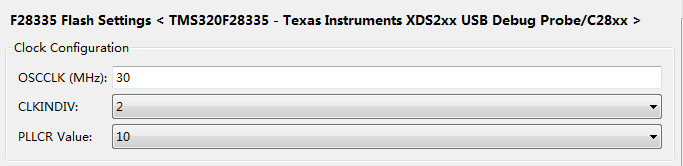 F28335 Flash Settings < TMS320F28335 - Texas Instruments XDS2xx USB Debug Probe/C28xx >
Clock Configuration
OSCCLK (MHz): 30
CLKINDIV: 2
PLLCR Value: 10